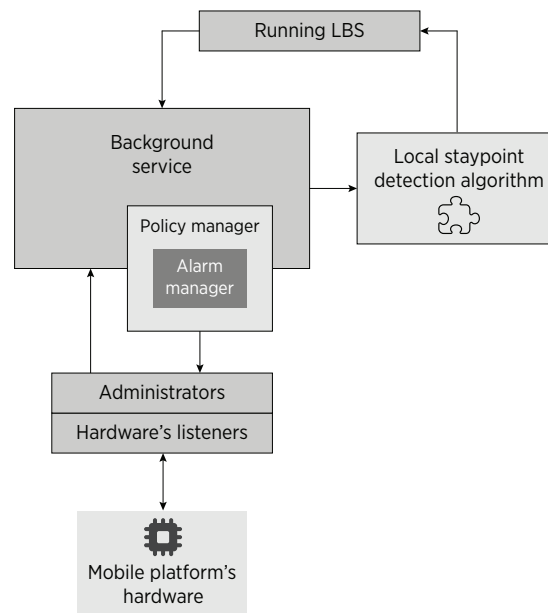 Running LBS
Background
service
Local staypoint
detection algorithm
Policy manager
Alarm
manager
Administrators
Hardware's listeners
Mobile platform's
hardware